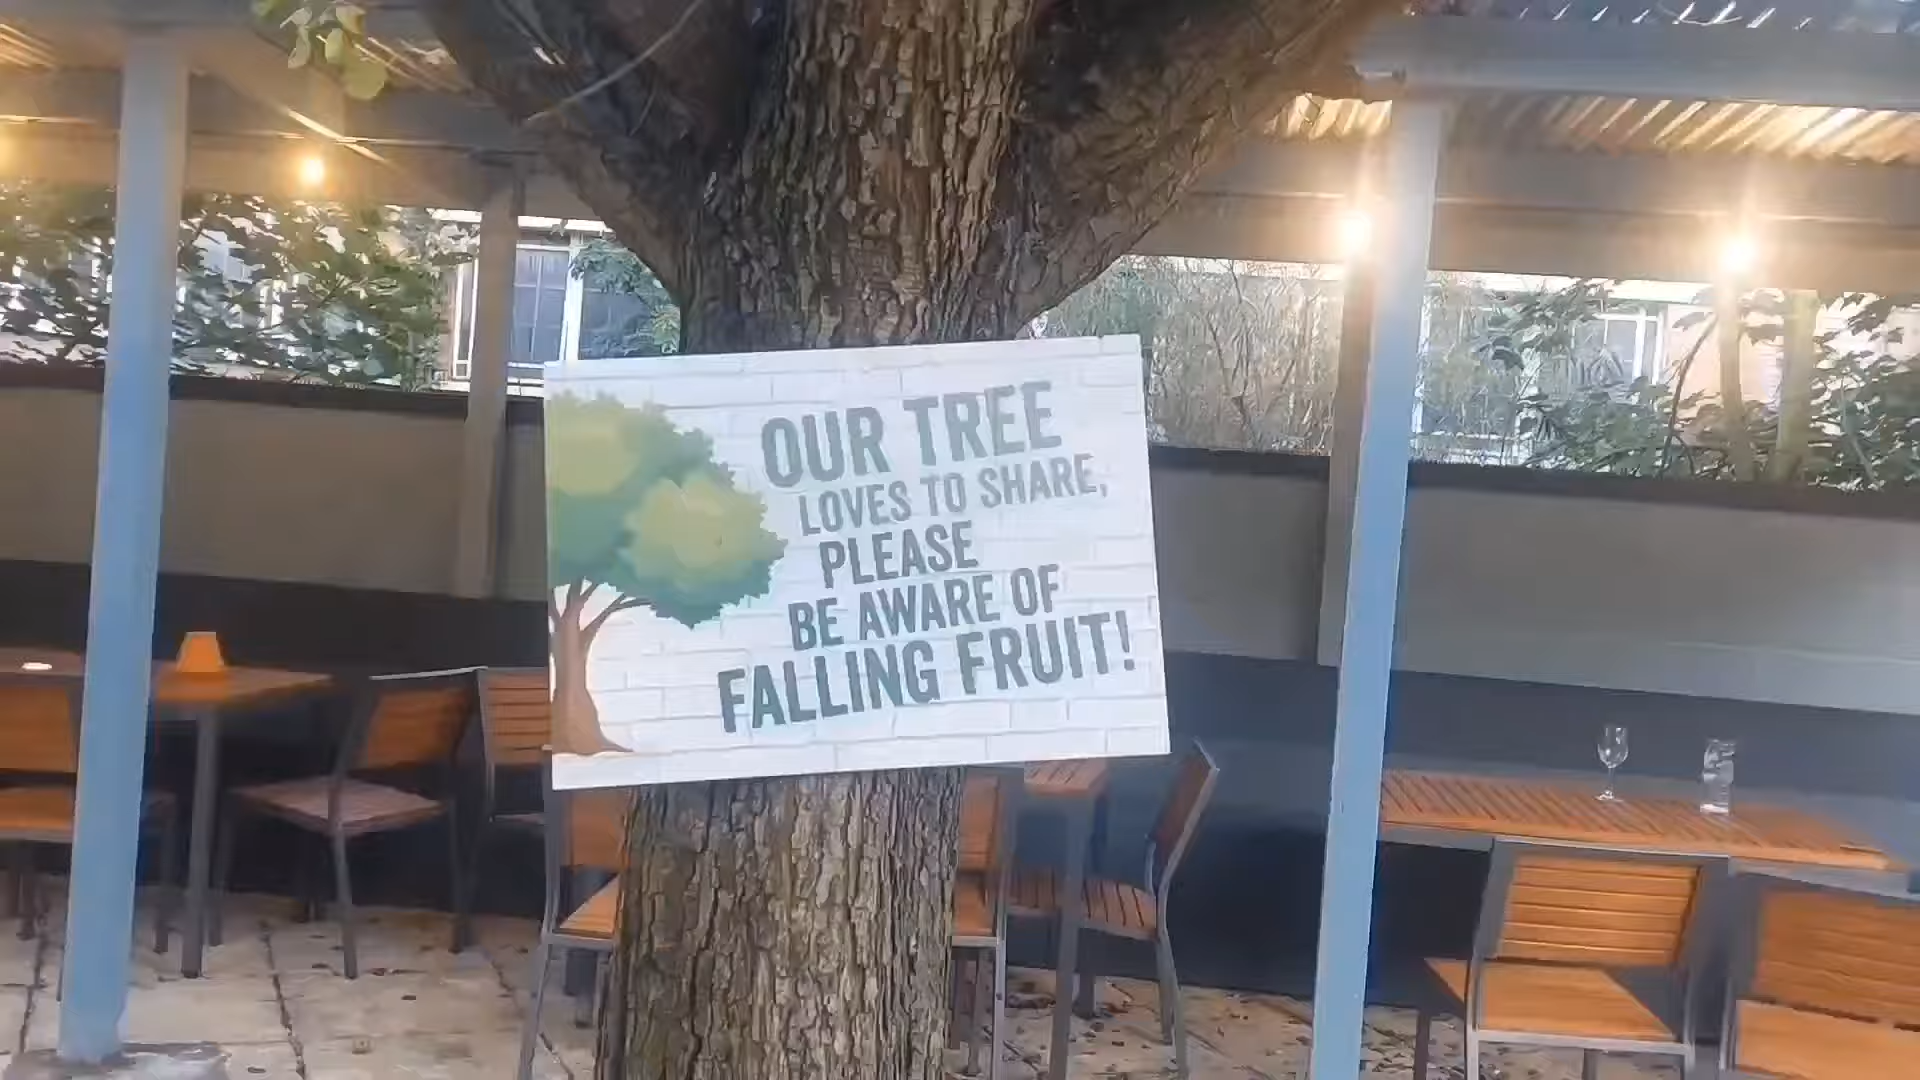 OUR TREE
LOVES TO SHARE,
PLEASE
BE AWARE OF
FALLING FRUIT!